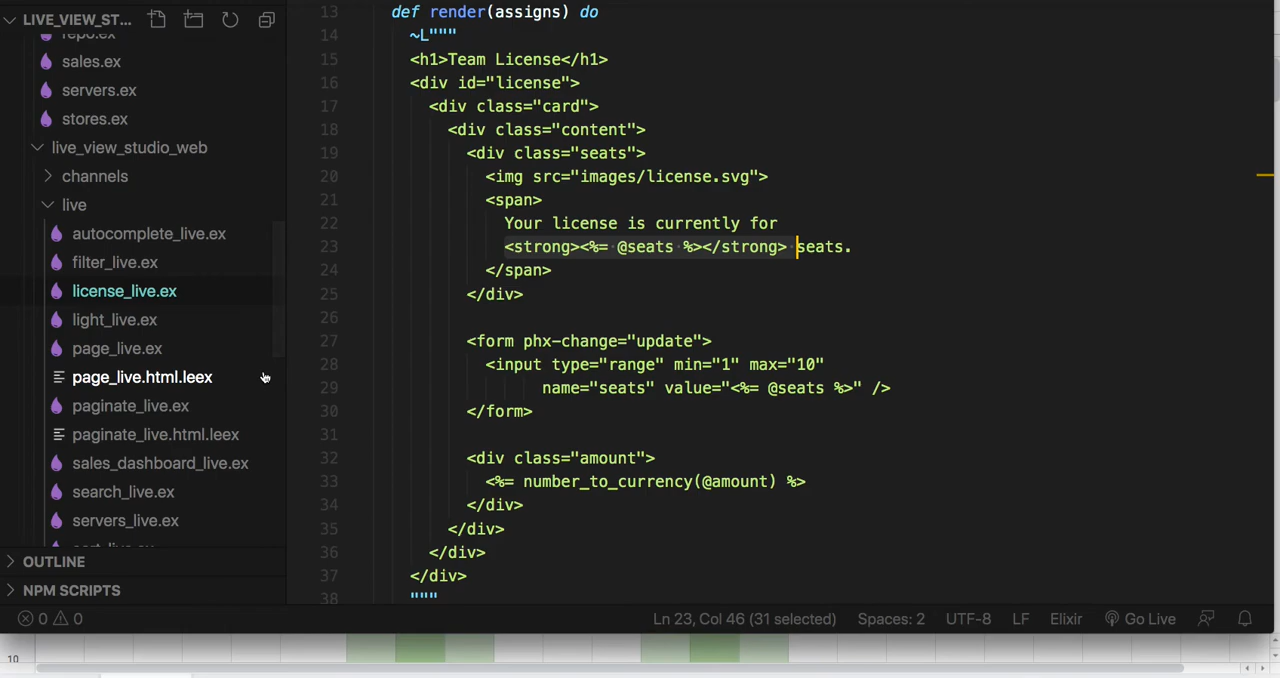 LIVE_VIEW_ST...
repo.ex
sales.ex
servers.ex
stores.ex
live_view_studio_web
channels
live
autocomplete_live.ex
filter_live.ex
license_live.ex
light_live.ex
page_live.ex
page_live.html.leex
paginate_live.ex
paginate_live.html.leex
sales_dashboard_live.ex
search_live.ex
servers_live.ex
OUTLINE
NPM SCRIPTS
13 def render(assigns) do
14 ~L"""
15 <h1>Team License</h1>
16 <div id="license">
17 <div class="card">
18 <div class="content">
19 <div class="seats">
20 <img src="images/license.svg">
21 <span>
22 Your license is currently for
23 <strong><%= @seats %></strong> seats.
24 </span>
25 </div>
26
27 <form phx-change="update">
28 <input type="range" min="1" max="10"
29 name="seats" value="<%= @seats %>" />
30 </form>
31
32 <div class="amount">
33 <%= number_to_currency(@amount) %>
34 </div>
35 </div>
36 </div>
37 </div>
38 """
0 0 Ln 23, Col 46 (31 selected) Spaces: 2 UTF-8 LF Elixir Go Live
10